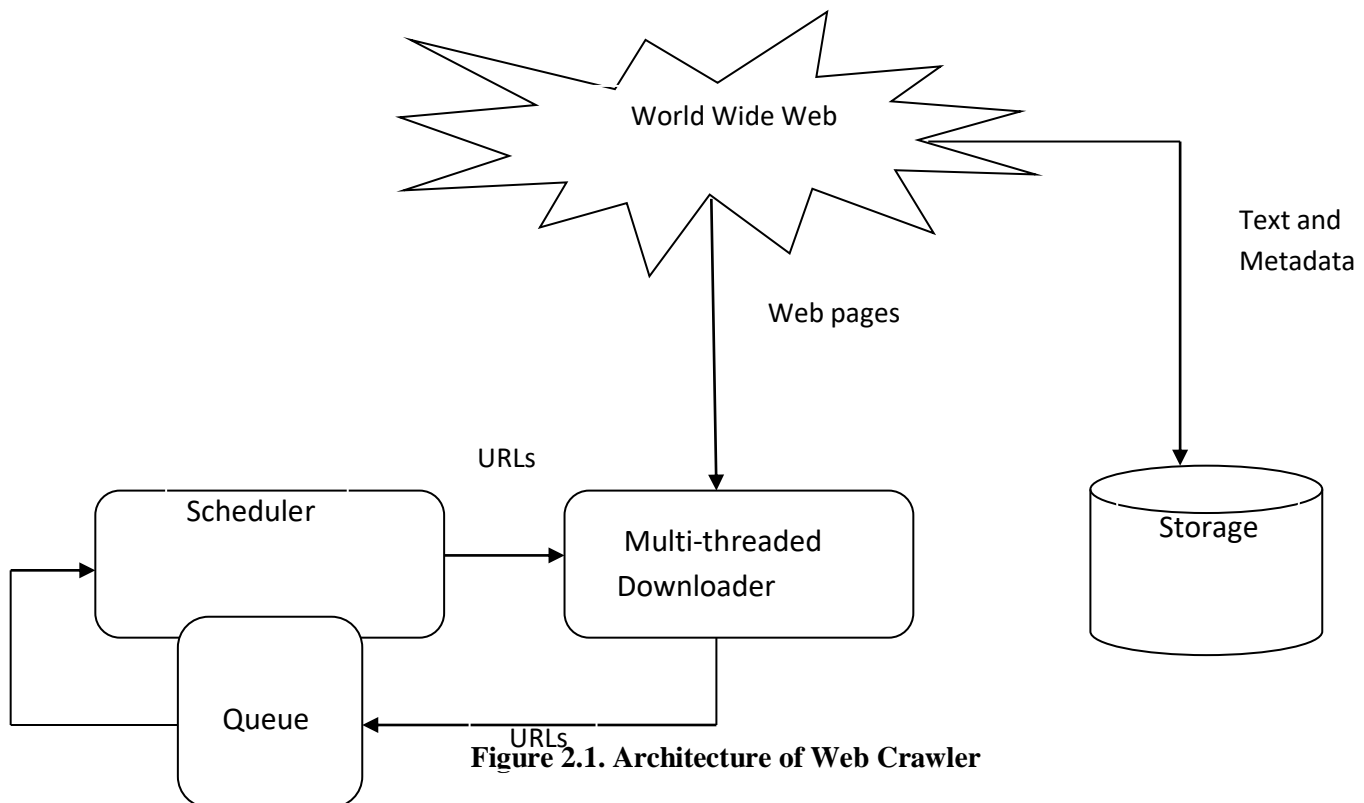 World Wide Web
Text and
Metadata
Web pages
URLs
Scheduler
Multi-threaded
Downloader
Storage
Queue
URLs
Figure 2.1. Architecture of Web Crawler